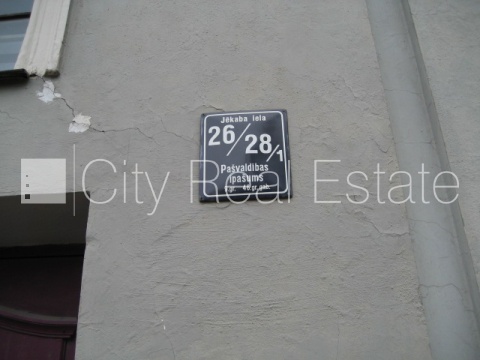 Jēkaba iela
26/28/1
Pašvaldības
īpašums
City Real Estate